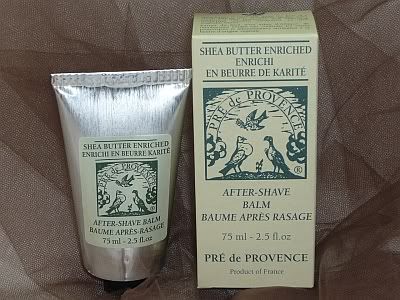 SHEA BUTTER ENRICHED
ENRICHI EN BEURRE KARITÉ
PRÉ de PROVENCE
AFTER-SHAVE BALM
BAUME APRÈS-RASAGE
75 ml - 2.5 fl.oz
SHEA BUTTER ENRICHED
ENRICHI
EN BEURRE DE KARITÉ
PRÉ de PROVENCE
®
AFTER-SHAVE
BALM
BAUME APRÈS RASAGE
75 ml - 2.5 fl.oz
PRÉ de PROVENCE
Product of France